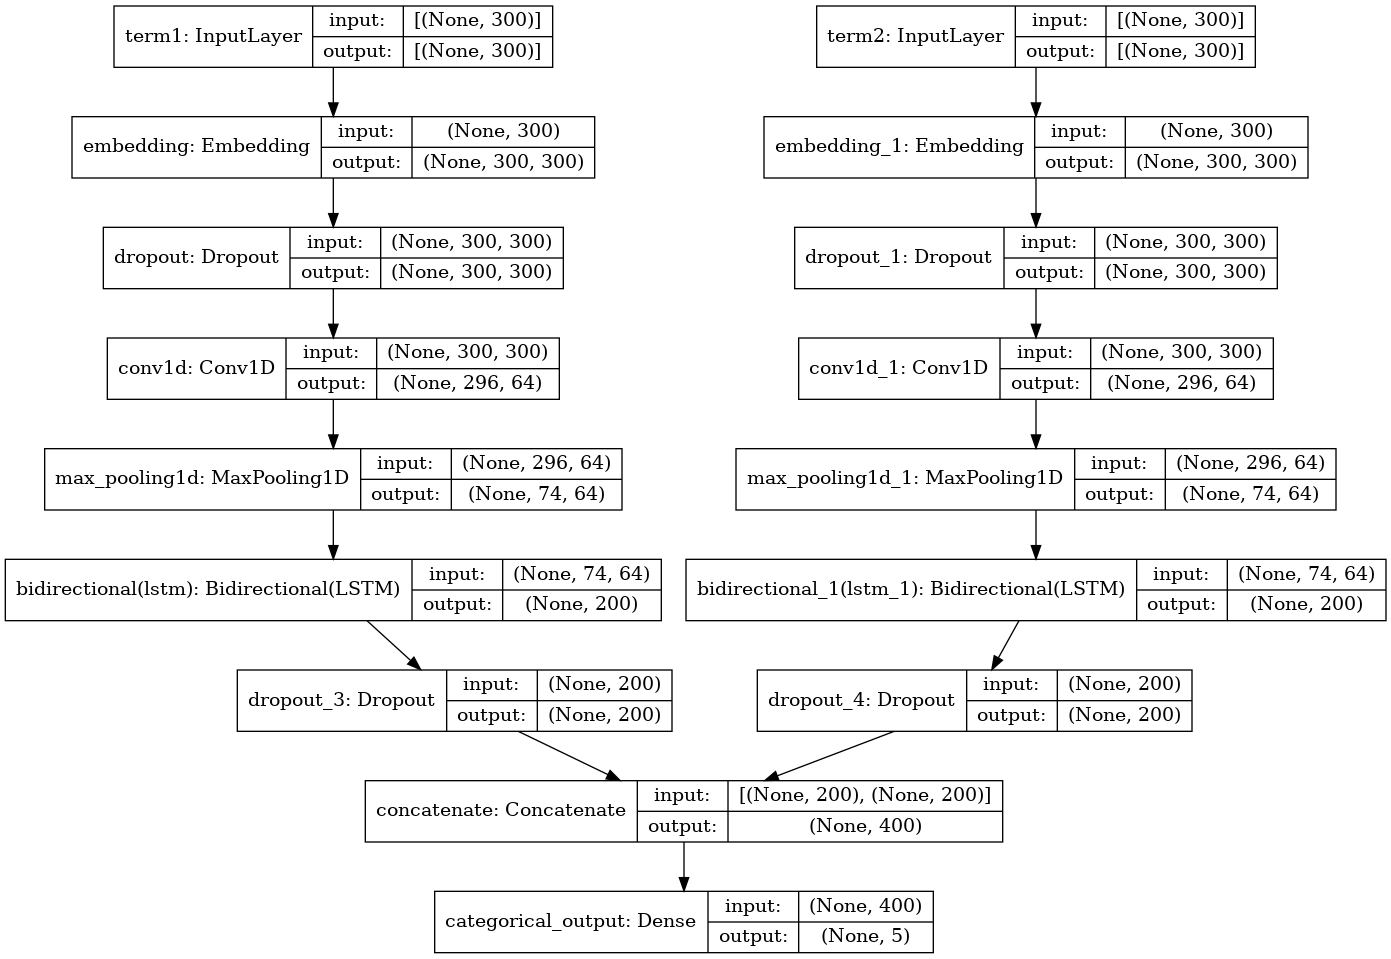 term1: InputLayer input: [(None, 300)]
output: [(None, 300)]
term2: InputLayer input: [(None, 300)]
output: [(None, 300)]
embedding: Embedding input: (None, 300)
output: (None, 300, 300)
embedding_1: Embedding input: (None, 300)
output: (None, 300, 300)
dropout: Dropout input: (None, 300, 300)
output: (None, 300, 300)
dropout_1: Dropout input: (None, 300, 300)
output: (None, 300, 300)
conv1d: Conv1D input: (None, 300, 300)
output: (None, 296, 64)
conv1d_1: Conv1D input: (None, 300, 300)
output: (None, 296, 64)
max_pooling1d: MaxPooling1D input: (None, 296, 64)
output: (None, 74, 64)
max_pooling1d_1: MaxPooling1D input: (None, 296, 64)
output: (None, 74, 64)
bidirectional(lstm): Bidirectional(LSTM) input: (None, 74, 64)
output: (None, 200)
bidirectional_1(lstm_1): Bidirectional(LSTM) input: (None, 74, 64)
output: (None, 200)
dropout_3: Dropout input: (None, 200)
output: (None, 200)
dropout_4: Dropout input: (None, 200)
output: (None, 200)
concatenate: Concatenate input: [(None, 200), (None, 200)]
output: (None, 400)
categorical_output: Dense input: (None, 400)
output: (None, 5)